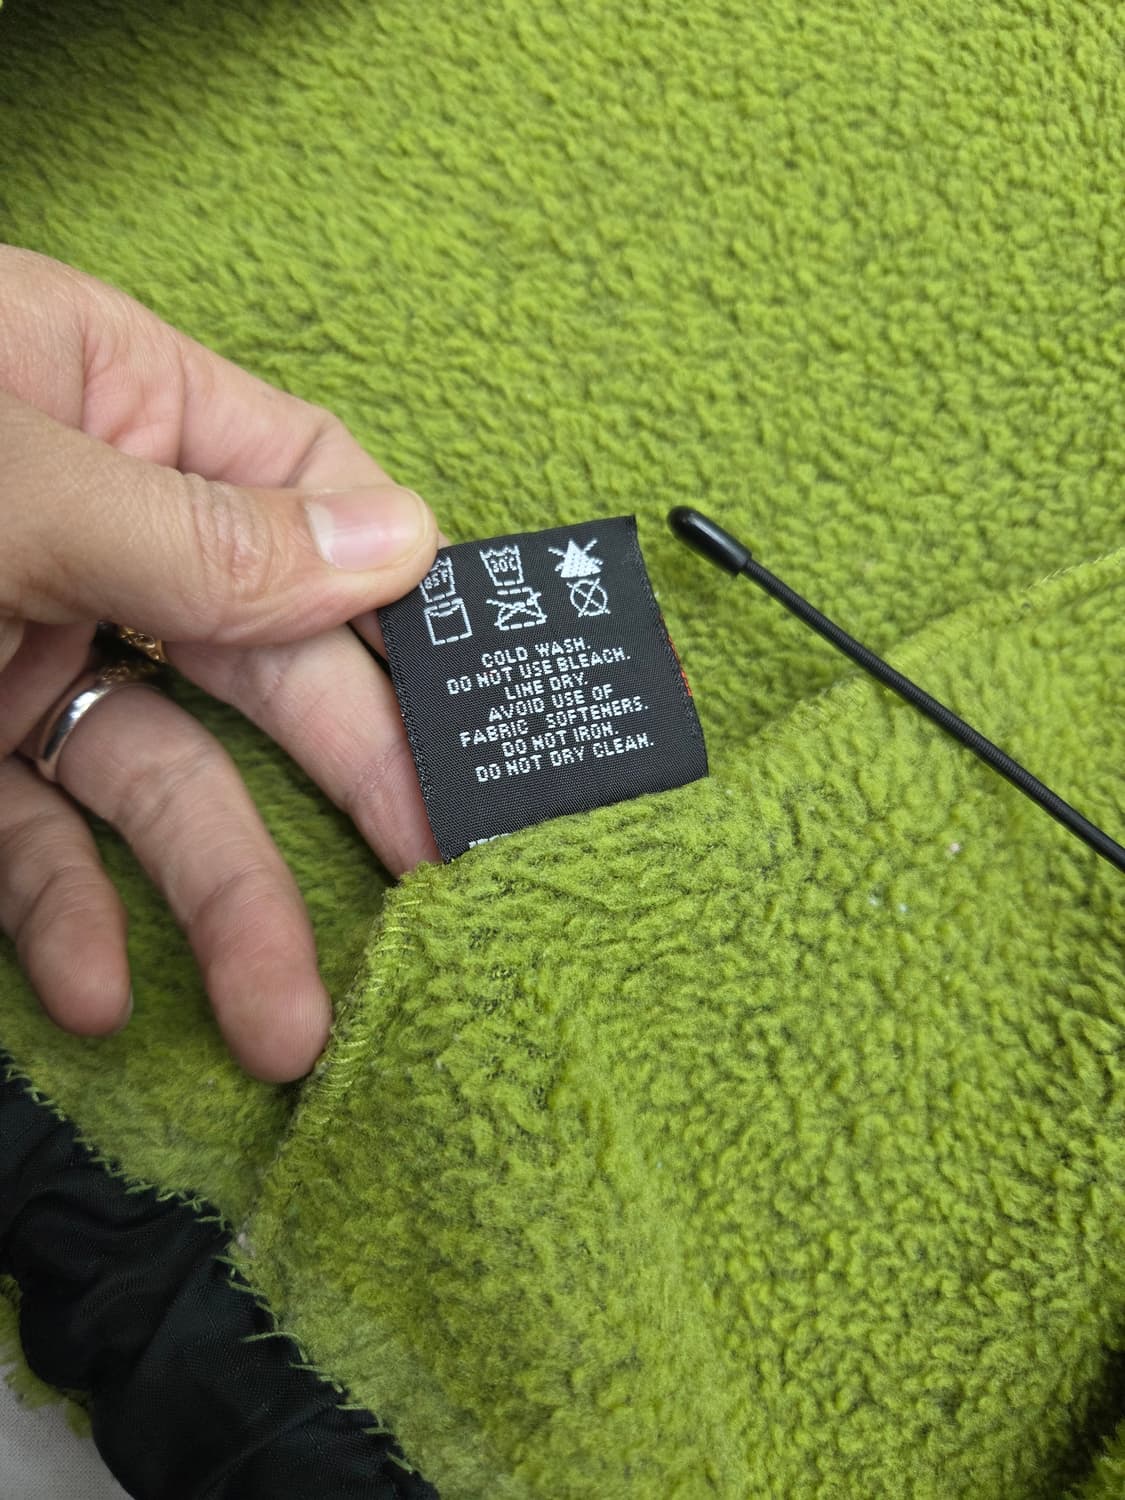 85°F 30C
COLD WASH.
DO NOT USE BLEACH.
LINE DRY.
AVOID USE OF
FABRIC SOFTENERS.
DO NOT IRON.
DO NOT DRY CLEAN.